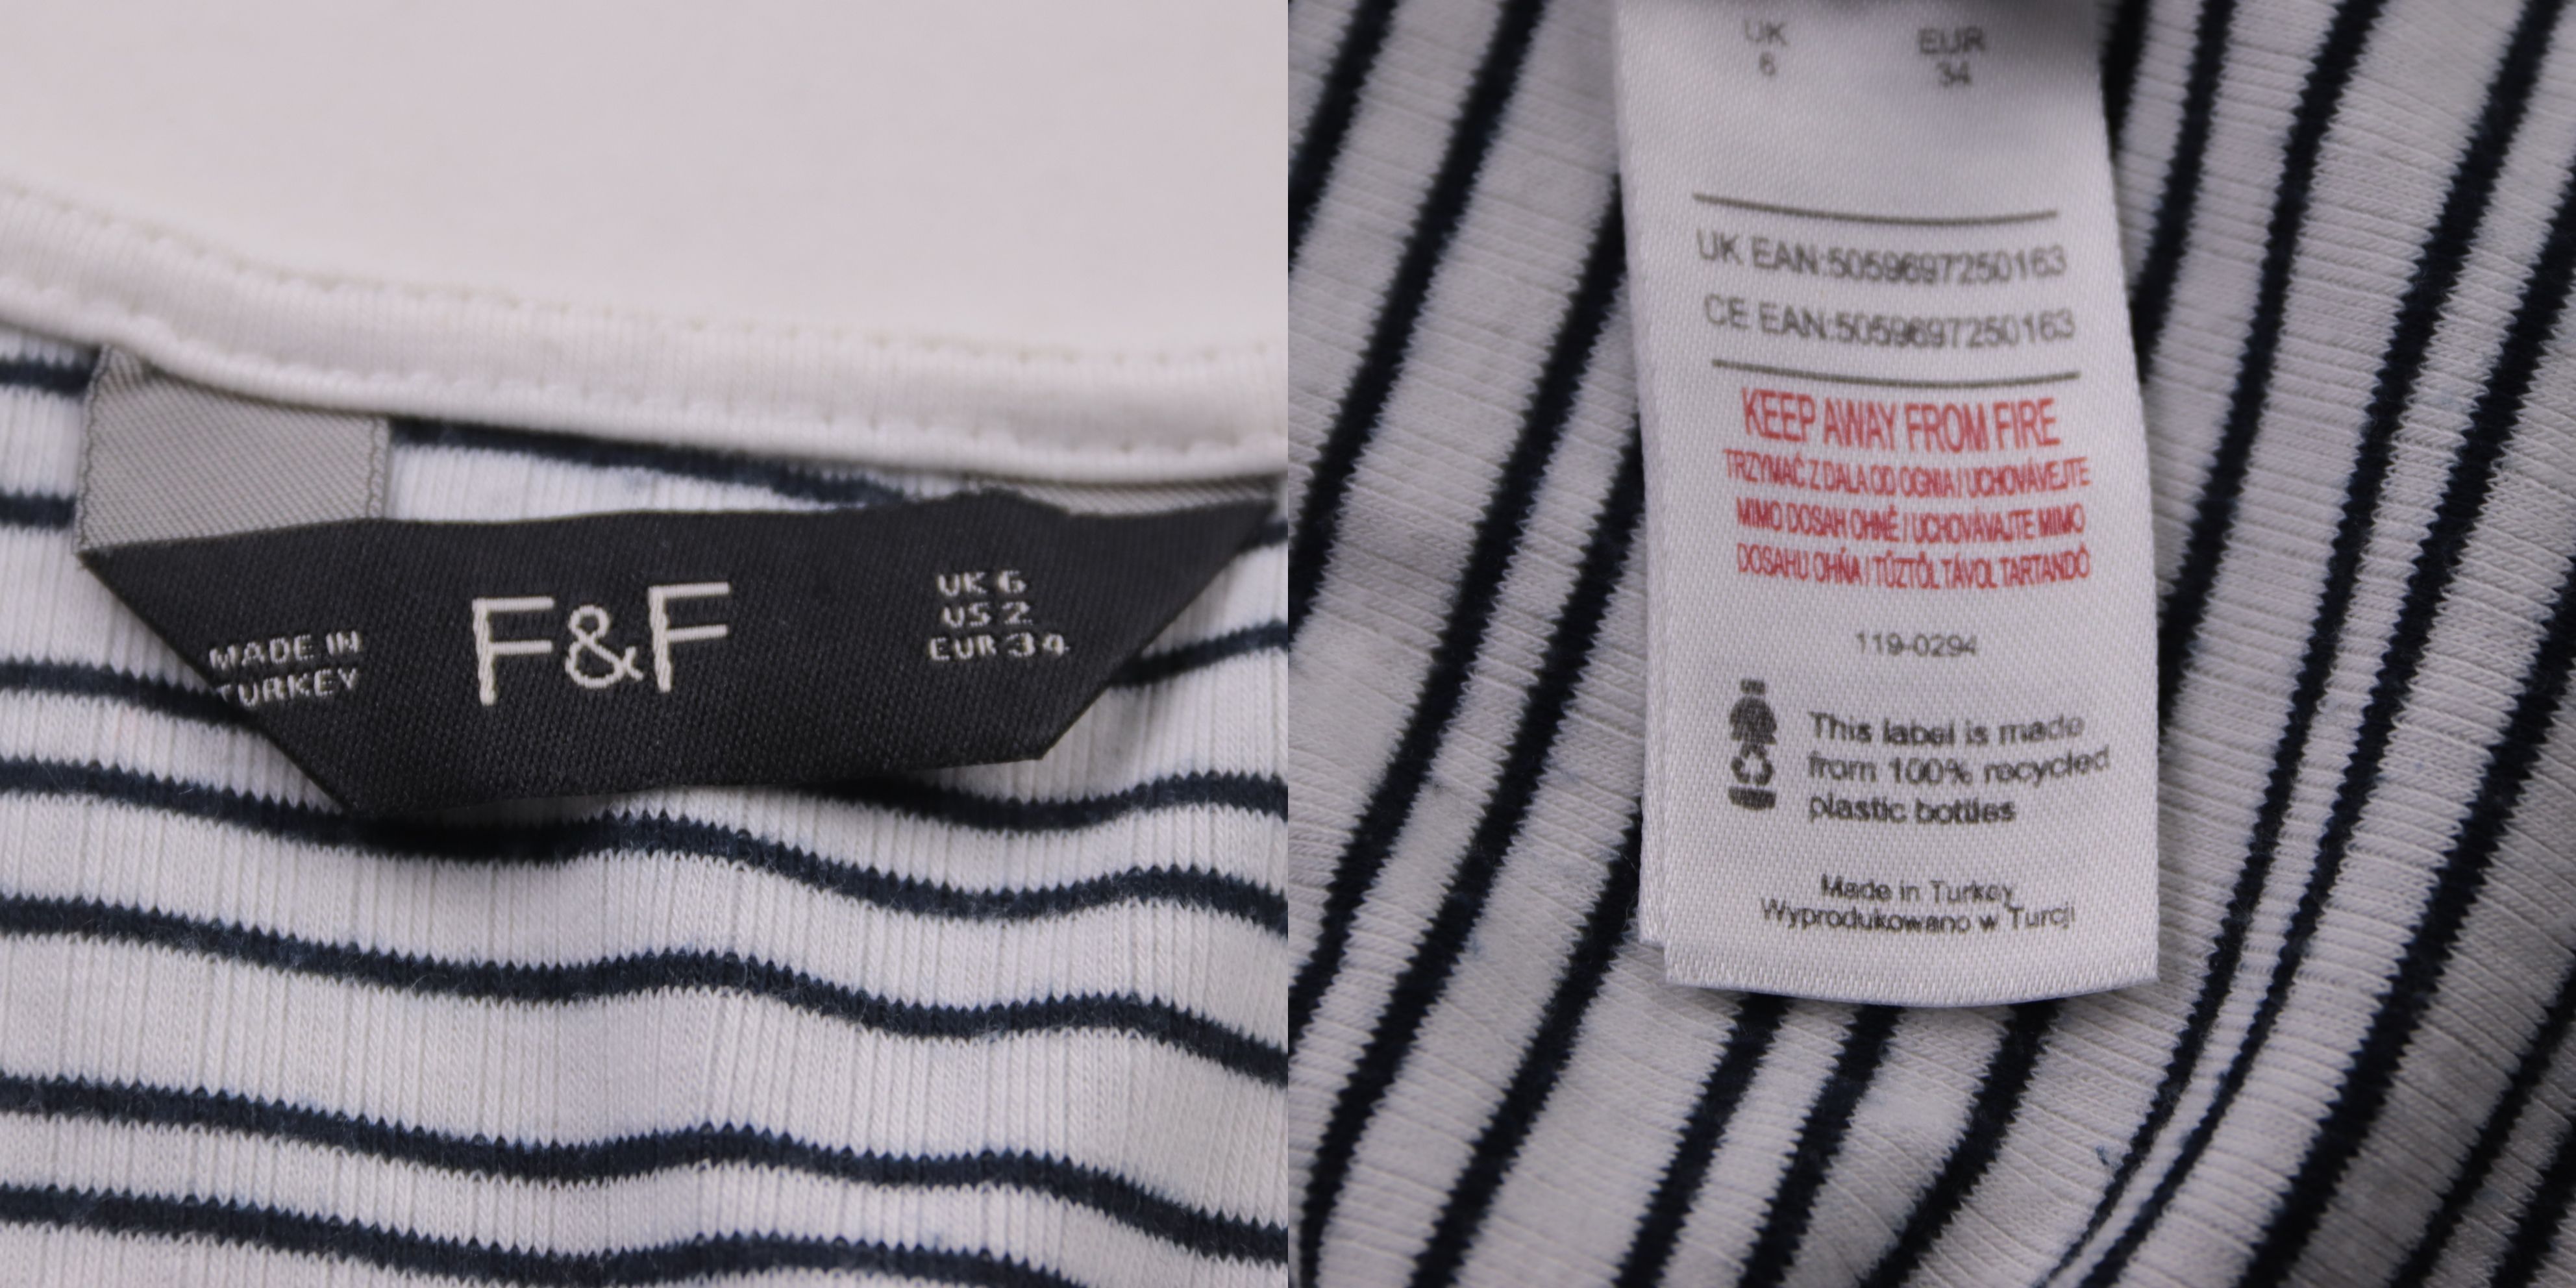 MADE IN
TURKEY
F&F
UK 6
US 2
EUR 34
UK EUR
6 34
UK EAN:5059697250163
CE EAN:5059697250163
KEEP AWAY FROM FIRE
TRZYMAĆ Z DALA OD OGNIA / UCHOVÁVEJTE
MIMO DOSAH OHNĚ / UCHOVÁVAJTE MIMO
DOSAHU OHŇA / TŰZTŐL TÁVOL TARTANDÓ
119-0294
This label is made
from 100% recycled
plastic bottles
Made in Turkey
Wyprodukowano w Turcji